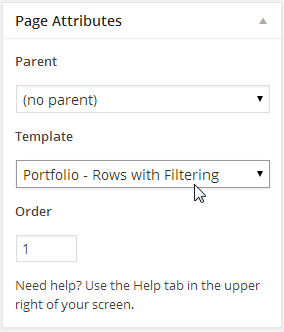 Page Attributes
Parent
(no parent)
Template
Portfolio - Rows with Filtering
Order
1
Need help? Use the Help tab in the upper
right of your screen.